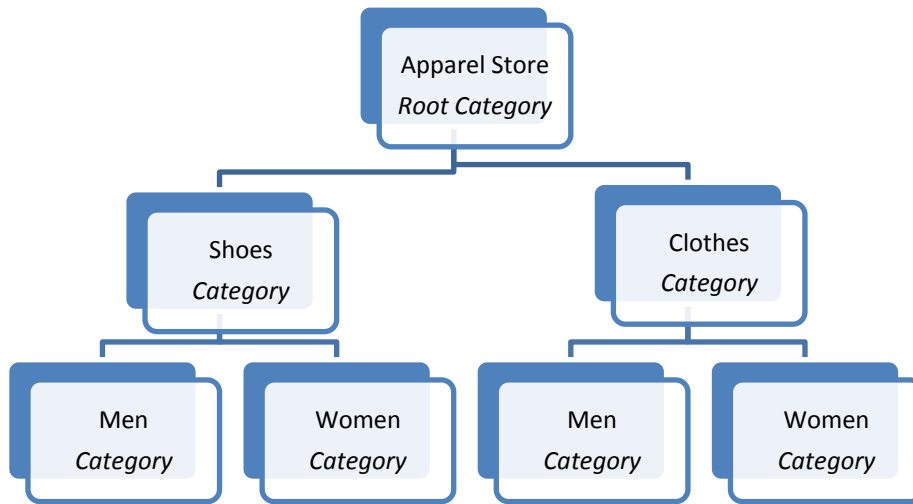 Apparel Store
Root Category
Shoes
Category
Clothes
Category
Men
Category
Women
Category
Men
Category
Women
Category